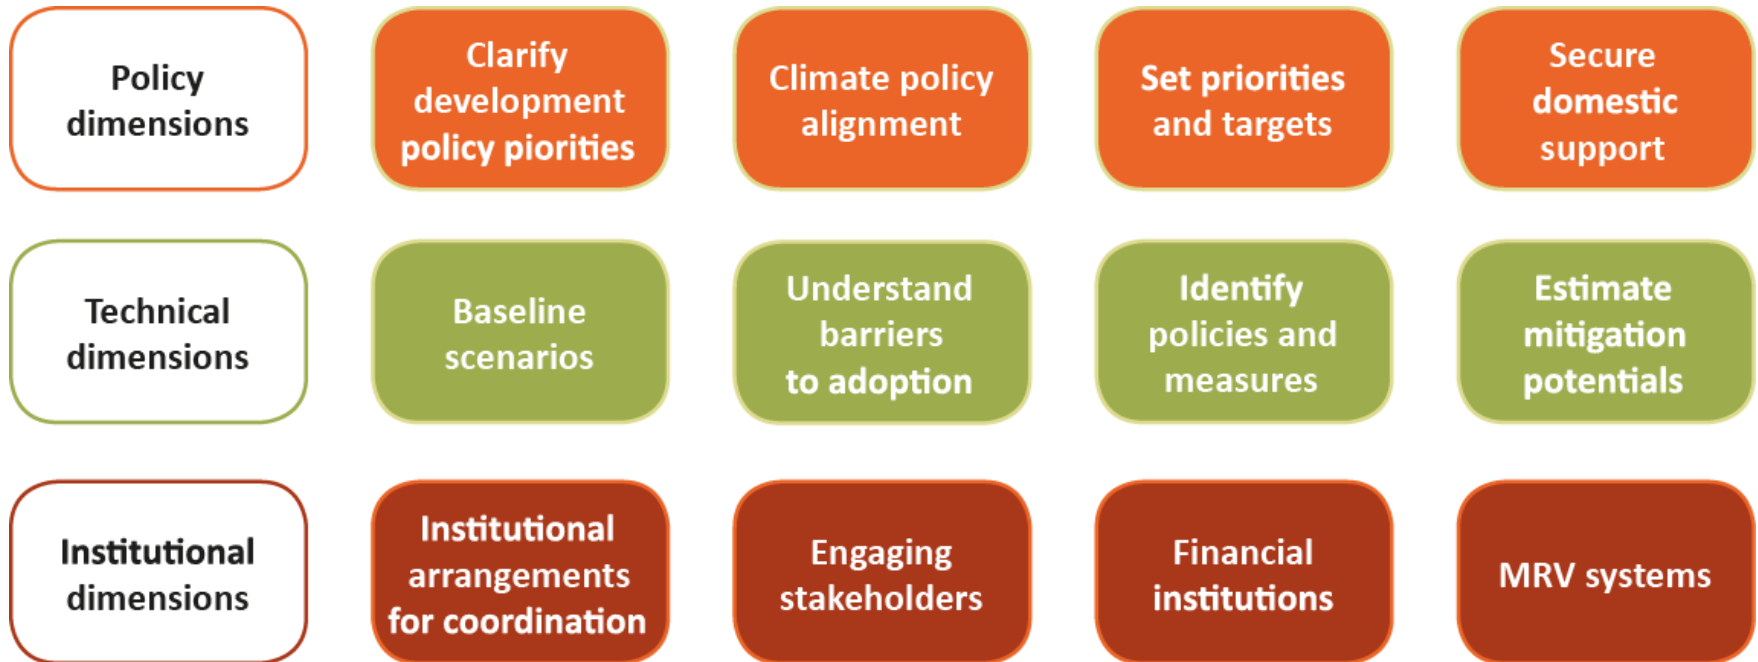 Policy
dimensions
Clarify
development
policy piorities
Climate policy
alignment
Set priorities
and targets
Secure
domestic
support
Technical
dimensions
Baseline
scenarios
Understand
barriers
to adoption
Identify
policies and
measures
Estimate
mitigation
potentials
Institutional
dimensions
Institutional
arrangements
for coordination
Engaging
stakeholders
Financial
institutions
MRV systems